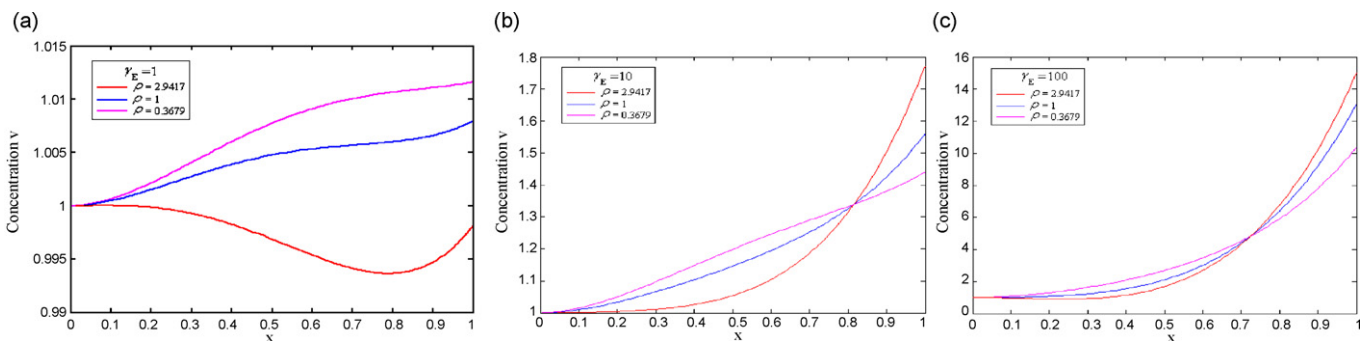 (a)
1.015
1.01
1.005
1
0.995
0.99
Concentration v
γE =1
ρ = 2.9417
ρ = 1
ρ = 0.3679
0 0.1 0.2 0.3 0.4 0.5 0.6 0.7 0.8 0.9 1
x
(b)
1.8
1.7
1.6
1.5
1.4
1.3
1.2
1.1
1
Concentration v
γE =10
ρ = 2.9417
ρ = 1
ρ = 0.3679
0 0.1 0.2 0.3 0.4 0.5 0.6 0.7 0.8 0.9 1
x
(c)
16
14
12
10
8
6
4
2
0
Concentration v
γE =100
ρ = 2.9417
ρ = 1
ρ = 0.3679
0 0.1 0.2 0.3 0.4 0.5 0.6 0.7 0.8 0.9 1
x